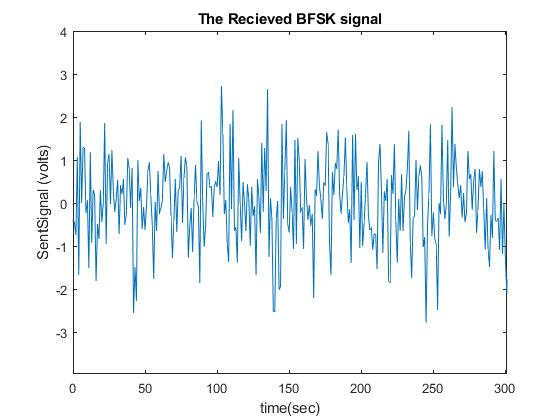 The Recieved BFSK signal
SentSignal (volts)
4
3
2
1
0
-1
-2
-3
0 50 100 150 200 250 300
time(sec)